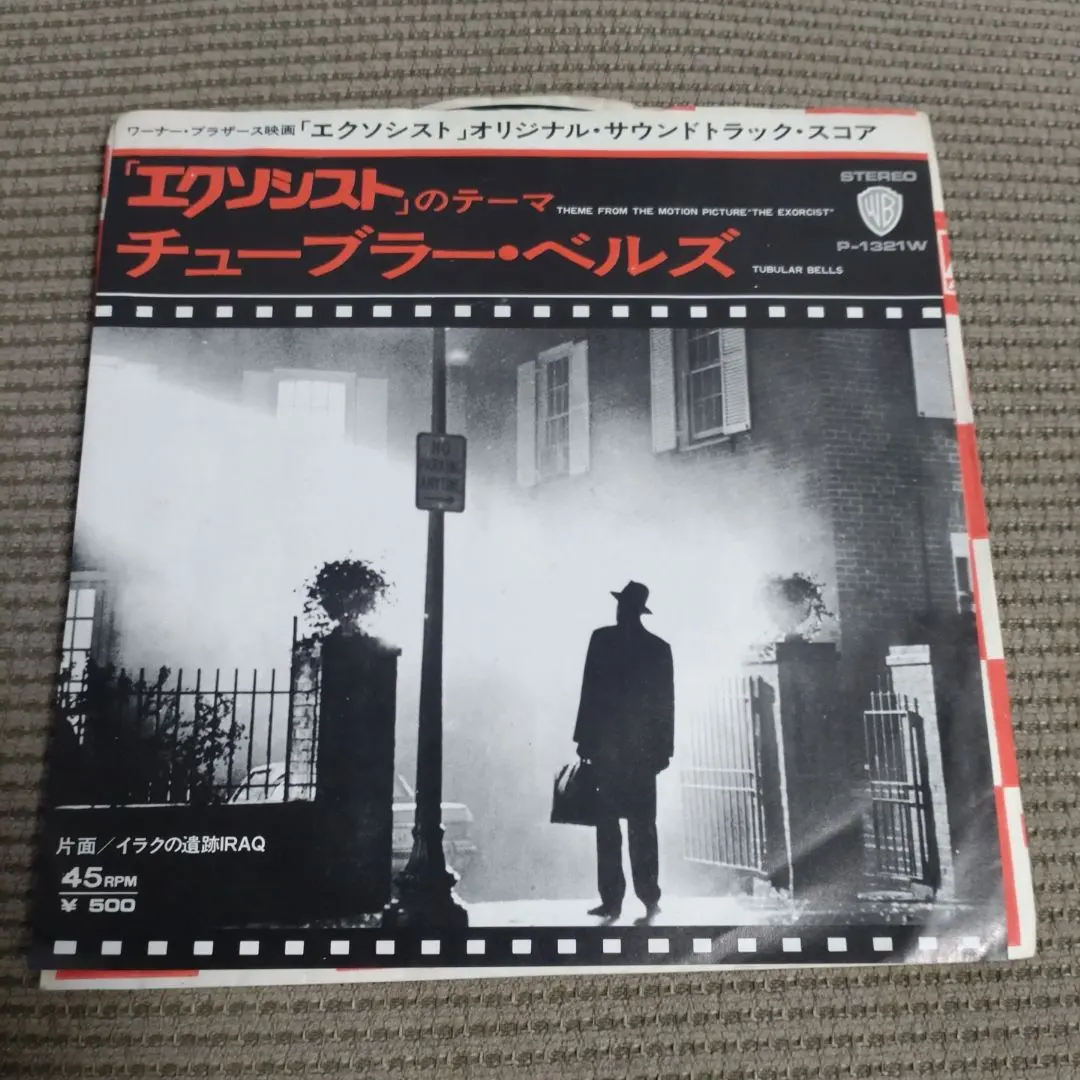 ワーナー・ブラザース映画「エクソシスト」オリジナル・サウンドトラック・スコア
「エクソシスト」のテーマ THEME FROM THE MOTION PICTURE "THE EXORCIST"
チューブラー・ベルズ TUBULAR BELLS
STEREO
WB
P-1321W
NO
PARKING
ANYTIME
片面/イラクの遺跡IRAQ
45RPM
¥ 500